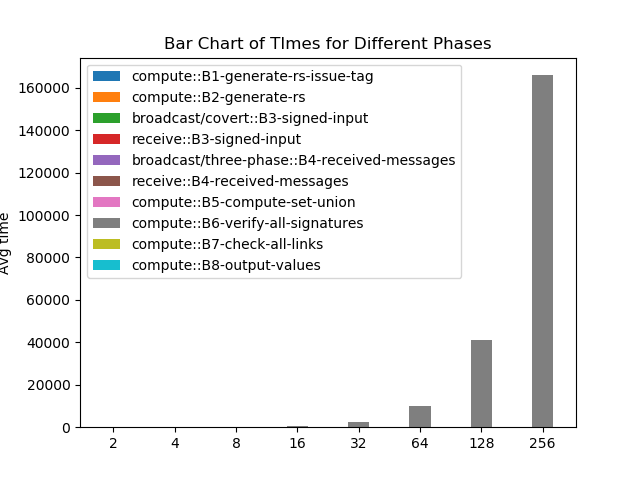 Bar Chart of TImes for Different Phases
compute::B1-generate-rs-issue-tag
compute::B2-generate-rs
broadcast/covert::B3-signed-input
receive::B3-signed-input
broadcast/three-phase::B4-received-messages
receive::B4-received-messages
compute::B5-compute-set-union
compute::B6-verify-all-signatures
compute::B7-check-all-links
compute::B8-output-values
Avg time
160000
140000
120000
100000
80000
60000
40000
20000
0
2 4 8 16 32 64 128 256